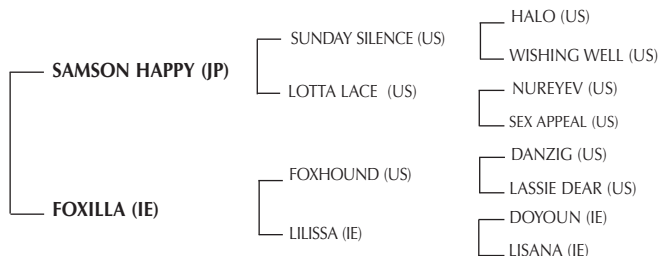 HALO (US)
SUNDAY SILENCE (US)
WISHING WELL (US)
SAMSON HAPPY (JP)
LOTTA LACE (US)
NUREYEV (US)
SEX APPEAL (US)
DANZIG (US)
FOXHOUND (US)
LASSIE DEAR (US)
FOXILLA (IE)
LILISSA (IE)
DOYOUN (IE)
LISANA (IE)